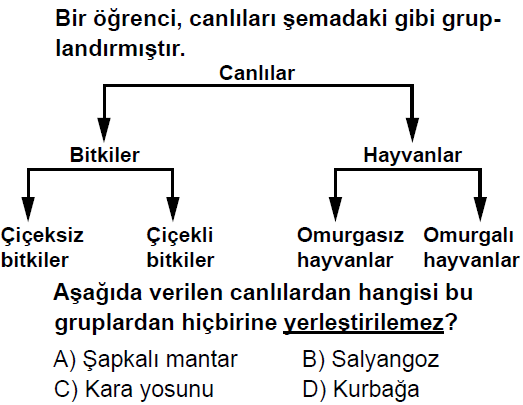 Bir öğrenci, canlıları şemadaki gibi grup-
landırmıştır.
Canlılar
Bitkiler
Hayvanlar
Çiçeksiz
bitkiler
Çiçekli
bitkiler
Omurgasız
hayvanlar
Omurgalı
hayvanlar
Aşağıda verilen canlılardan hangisi bu
gruplardan hiçbirine yerleştirilemez?
A) Şapkalı mantar
B) Salyangoz
C) Kara yosunu
D) Kurbağa